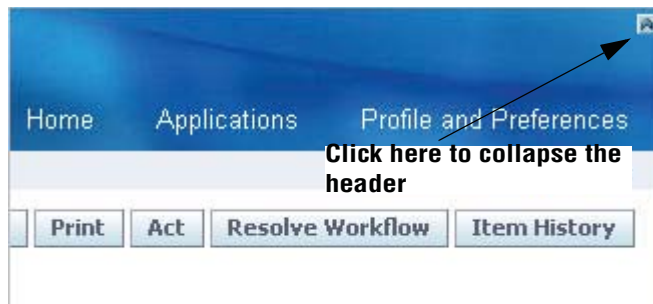 Home Applications Profile and Preferences
Click here to collapse the
header
Print Act Resolve Workflow Item History